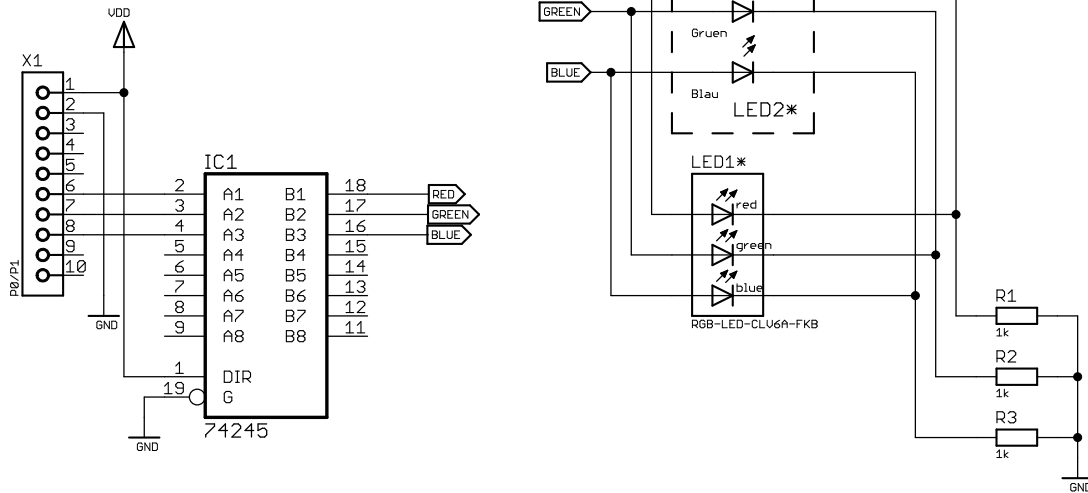 VDD
X1
1
2
3
4
5
6
7
8
9
10
P0/P1
GND
IC1
2 A1 B1 18
3 A2 B2 17
4 A3 B3 16
5 A4 B4 15
6 A5 B5 14
7 A6 B6 13
8 A7 B7 12
9 A8 B8 11
1 DIR
19 G
74245
GND
RED
GREEN
BLUE
GREEN
Gruen
BLUE
Blau
LED2*
LED1*
red
green
blue
RGB-LED-CLV6A-FKB
R1
1k
R2
1k
R3
1k
GND